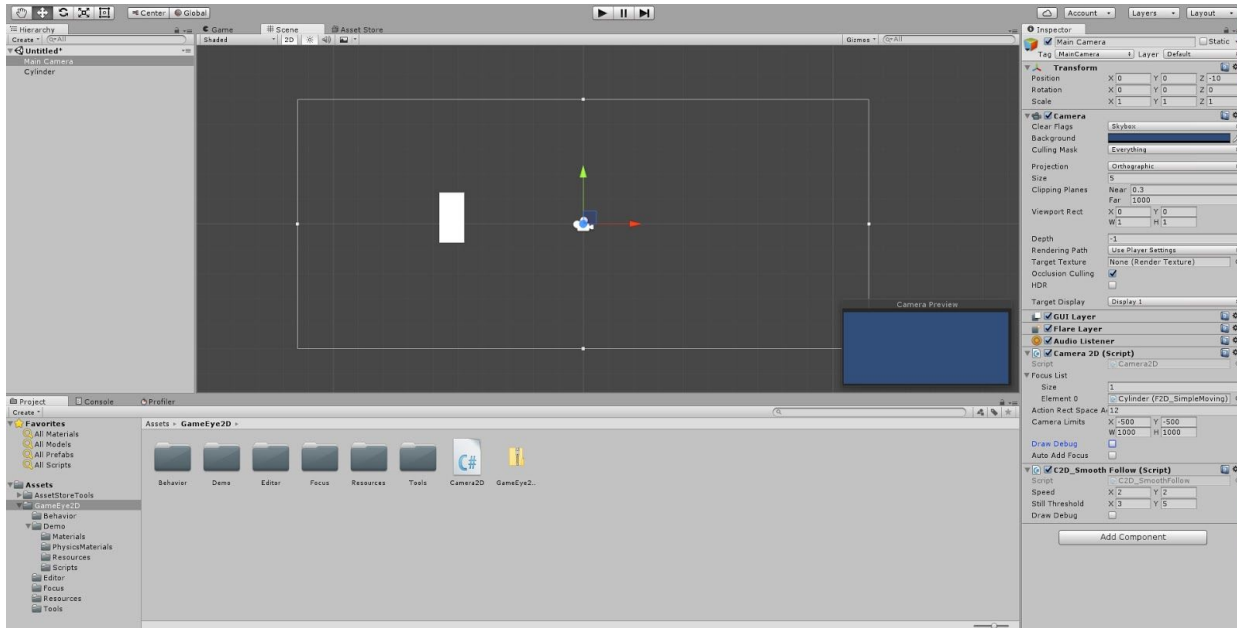 Center Global
Account Layers Layout
Hierarchy
Create All
Untitled*
Main Camera
Cylinder
Game Scene Asset Store
Shaded 2D Gizmos All
Camera Preview
Inspector
Main Camera Static
Tag MainCamera Layer Default
Transform
Position X 0 Y 0 Z -10
Rotation X 0 Y 0 Z 0
Scale X 1 Y 1 Z 1
Camera
Clear Flags Skybox
Background
Culling Mask Everything
Projection Orthographic
Size 5
Clipping Planes Near 0.3
Far 1000
Viewport Rect X 0 Y 0
W 1 H 1
Depth -1
Rendering Path Use Player Settings
Target Texture None (Render Texture)
Occlusion Culling
HDR
Target Display Display 1
GUI Layer
Flare Layer
Audio Listener
Camera 2D (Script)
Script Camera2D
Focus List
Size 1
Element 0 Cylinder (F2D_SimpleMoving)
Action Rect Space A 12
Camera Limits X -500 Y -500
W 1000 H 1000
Draw Debug
Auto Add Focus
C2D_Smooth Follow (Script)
Script C2D_SmoothFollow
Speed X 2 Y 2
Still Threshold X 3 Y 5
Draw Debug
Add Component
Project Console Profiler
Create
Favorites
All Materials
All Models
All Prefabs
All Scripts
Assets
AssetStoreTools
GameEye2D
Behavior
Demo
Materials
PhysicsMaterials
Resources
Scripts
Editor
Focus
Resources
Tools
Assets GameEye2D
C#
Behavior Demo Editor Focus Resources Tools Camera2D GameEye2...